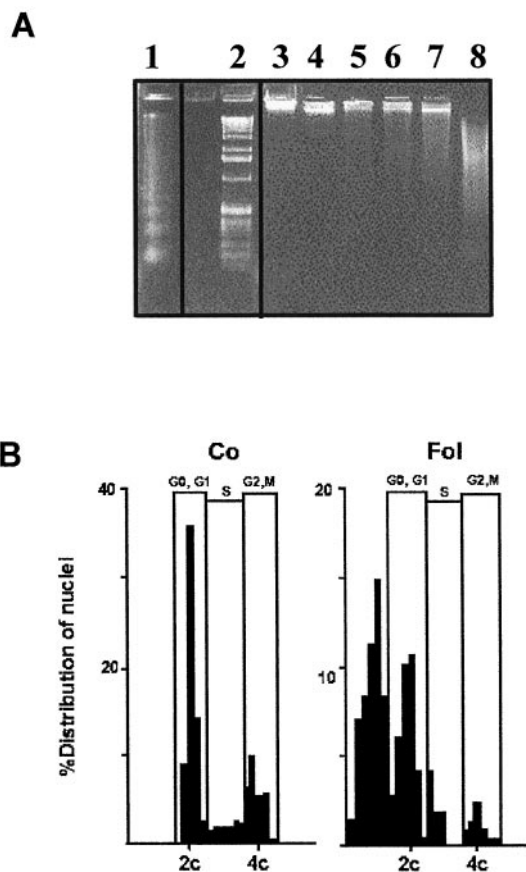 A
1 2 3 4 5 6 7 8
B
Co Fol
G0, G1 S G2,M G0, G1 S G2,M
40 20
20 10
%Distribution of nuclei
2c 4c 2c 4c